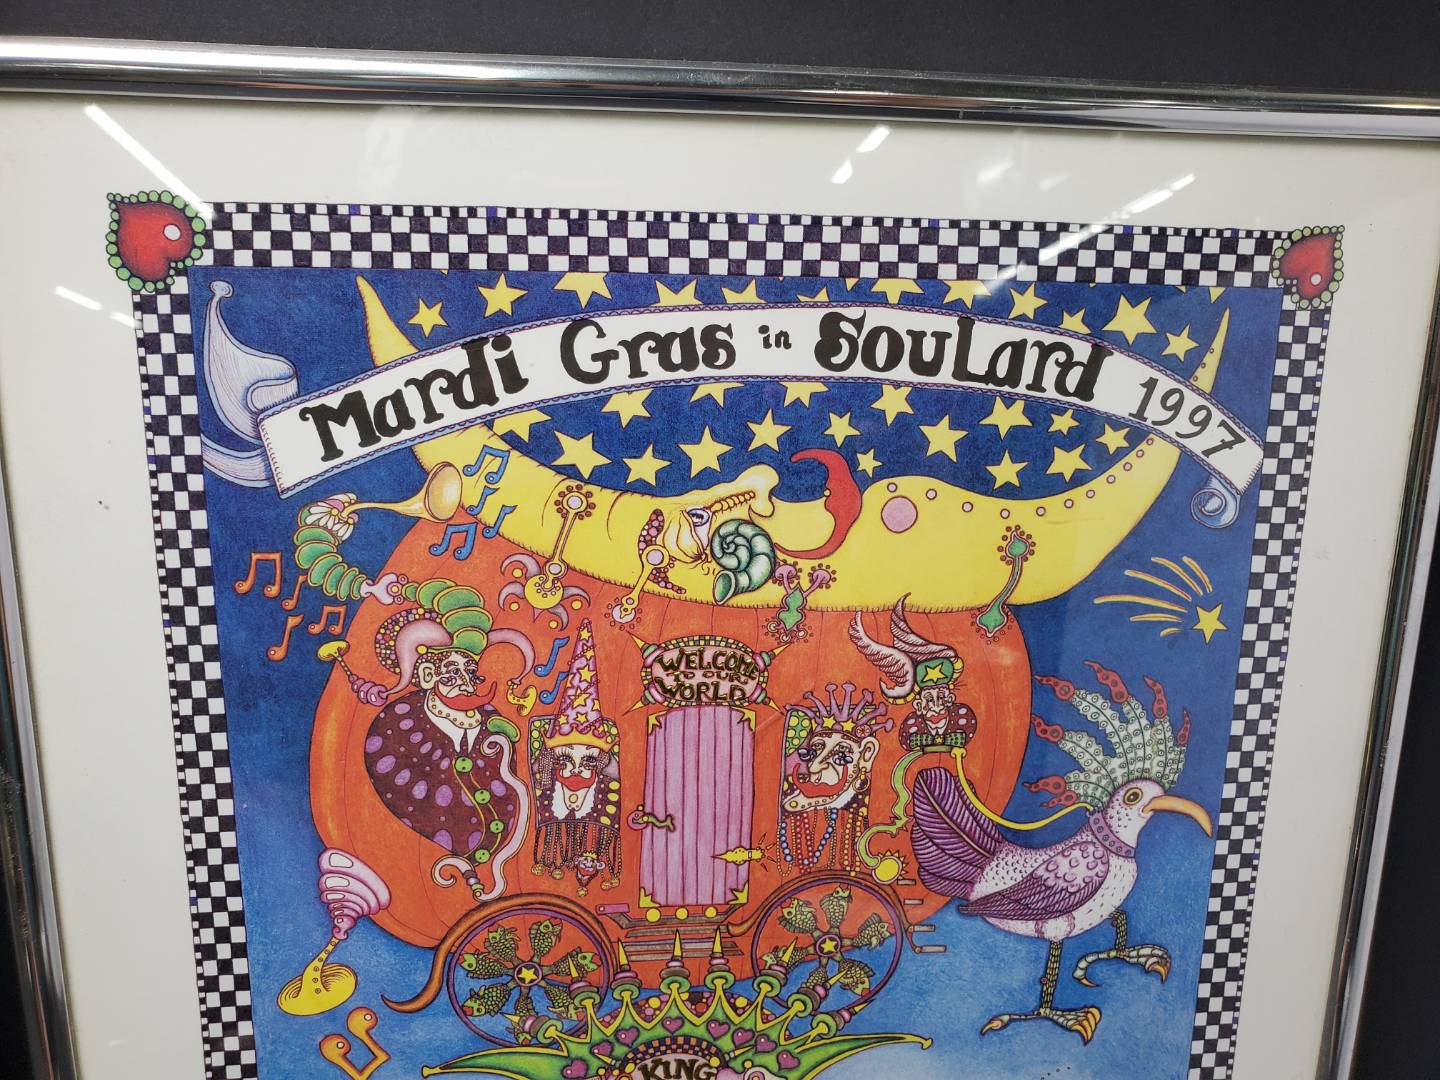 Mardi Gras in Soulard 1997
WELCOME
TO OUR
WORLD
KING